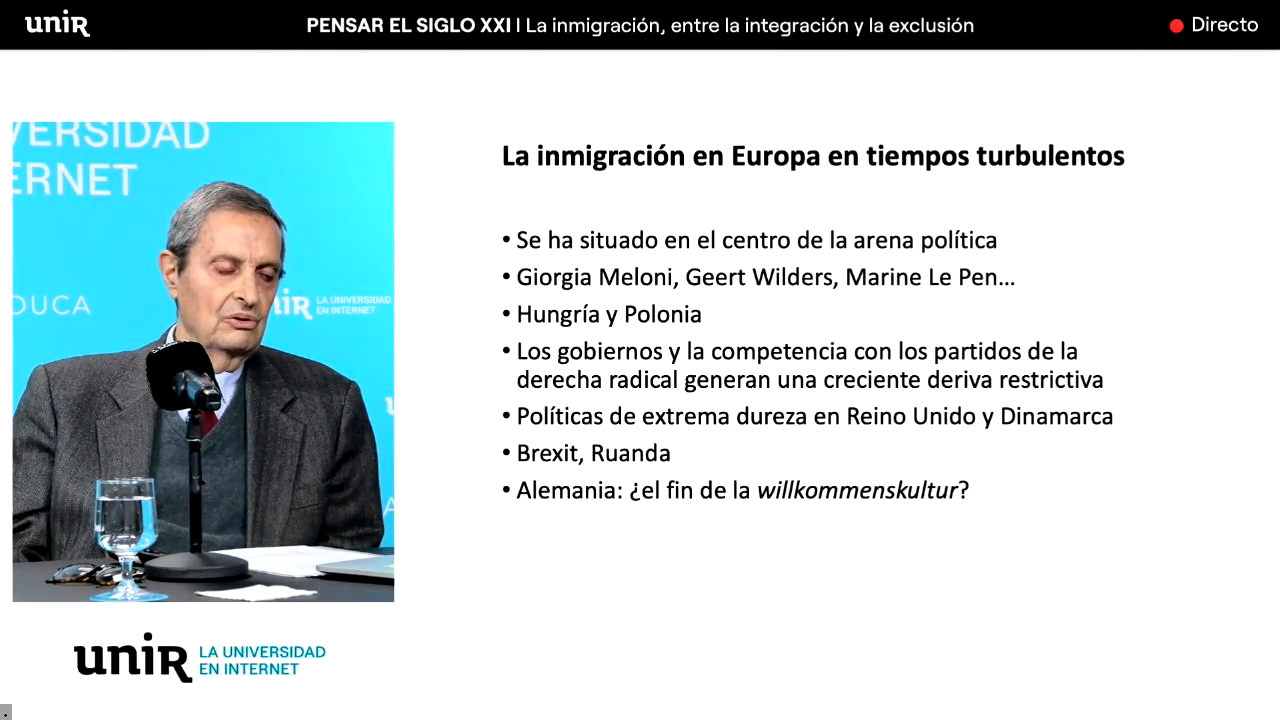 unir
PENSAR EL SIGLO XXI I La inmigración, entre la integración y la exclusión
Directo
VERSIDAD
ERNET
DUCA
unir LA UNIVERSIDAD
EN INTERNET
La inmigración en Europa en tiempos turbulentos
• Se ha situado en el centro de la arena política
• Giorgia Meloni, Geert Wilders, Marine Le Pen...
• Hungría y Polonia
• Los gobiernos y la competencia con los partidos de la
derecha radical generan una creciente deriva restrictiva
• Políticas de extrema dureza en Reino Unido y Dinamarca
• Brexit, Ruanda
• Alemania: ¿el fin de la willkommenskultur?
unir LA UNIVERSIDAD
EN INTERNET